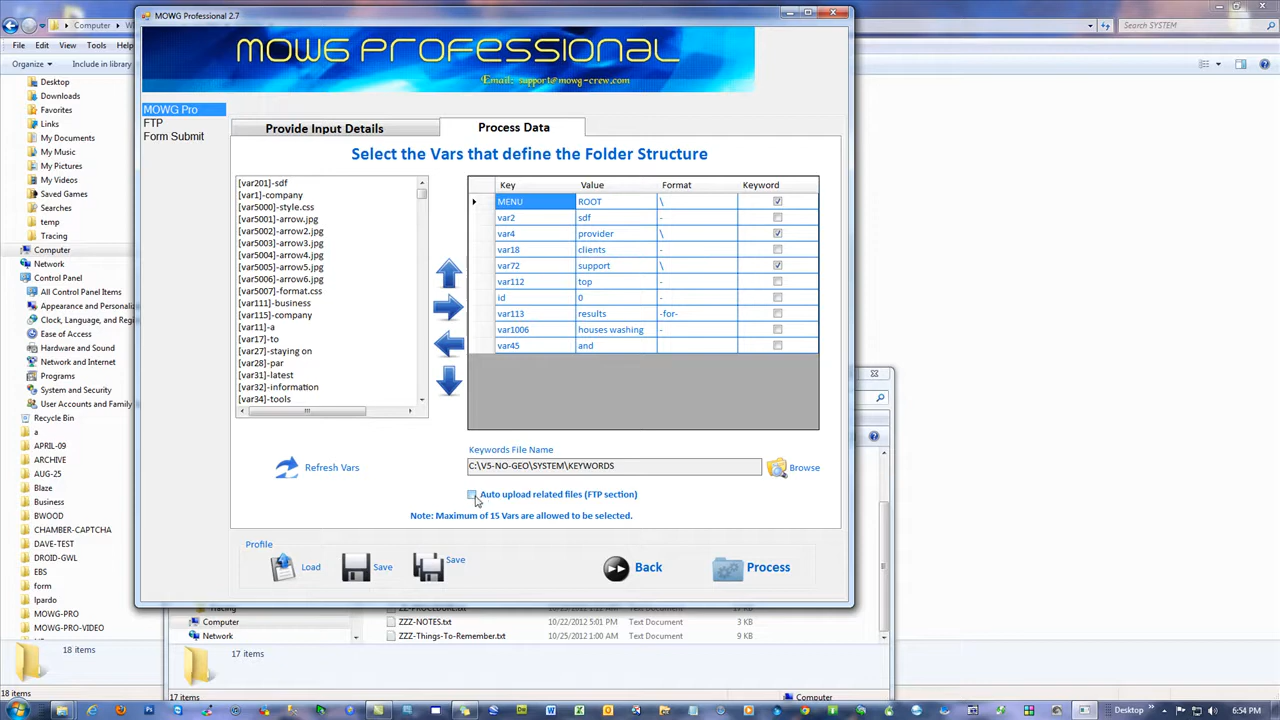 MOWG Professional 2.7
Computer
Search SYSTEM
File Edit View Tools
Organize Include in library
MOWG PROFESSIONAL
Email: support@mowg-crew.com
MOWG Pro
FTP
Form Submit
Provide Input Details
Process Data
Select the Vars that define the Folder Structure
[var201]-sdf
[var1]-company
[var5000]-style.css
[var5001]-arrow.jpg
[var5002]-arrow2.jpg
[var5003]-arrow3.jpg
[var5004]-arrow4.jpg
[var5005]-arrow5.jpg
[var5006]-arrow6.jpg
[var5007]-format.css
[var111]-business
[var115]-company
[var11]-a
[var17]-to
[var27]-staying on
[var28]-par
[var31]-latest
[var32]-information
[var34]-tools
Key Value Format Keyword
MENU ROOT \
var2 sdf -
var4 provider \
var18 clients -
var72 support \
var112 top -
id 0 -
var113 results -for-
var1006 houses washing -
var45 and
Keywords File Name
C:\V5-NO-GEO\SYSTEM\KEYWORDS
Browse
Refresh Vars
Auto upload related files (FTP section)
Note: Maximum of 15 Vars are allowed to be selected.
Profile
Load
Save
Save
Back
Process
Desktop
Downloads
Favorites
Links
My Documents
My Music
My Pictures
My Videos
Saved Games
Searches
temp
Tracing
Computer
Network
Control Panel
All Control Panel Items
Appearance and Personal
Clock, Language, and Re
Ease of Access
Hardware and Sound
Network and Internet
Programs
System and Security
User Accounts and Family
Recycle Bin
a
APRIL-09
ARCHIVE
AUG-25
Blaze
Business
BWOOD
CHAMBER-CAPTCHA
DAVE-TEST
DROID-GWL
EBS
form
lpardo
MOWG-PRO
MOWG-PRO-VIDEO
18 items
18 items
Tracing
Computer
Network
ZZ-PROCEDURE.txt
ZZZ-NOTES.txt 10/22/2012 5:01 PM Text Document 3 KB
ZZZ-Things-To-Remember.txt 10/25/2012 1:00 AM Text Document 9 KB
17 items
17 items
Computer
Desktop
6:54 PM